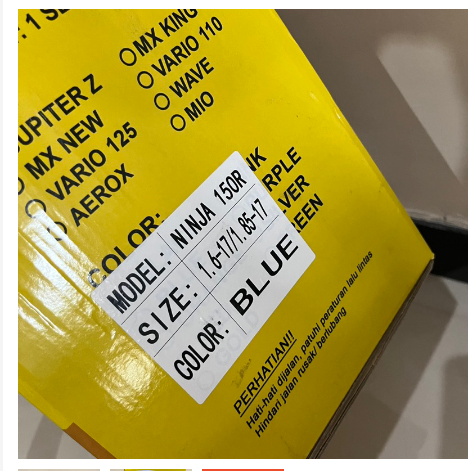 : 1 SE
MX KING
VARIO 110
WAVE
MIO
JUPITER Z
MX NEW
VARIO 125
AEROX
COLOR:
NK
RPLE
LVER
EEN
MODEL: NINJA 150R
SIZE: 1.6-17/1.85-17
COLOR: BLUE
PERHATIAN!!
Hati-hati dijalan, patuhi peraturan lalu lintas
Hindari jalan rusak/ berlubang